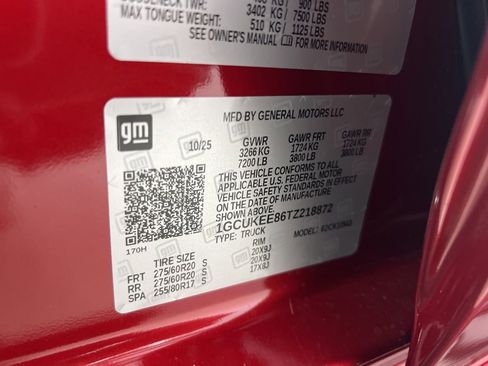 900 LBS
3402 KG / 7500 LBS
MAX TONGUE WEIGHT: 510 KG / 1125 LBS
SEE OWNER'S MANUAL gm FOR MORE INFORMATION.
gm
MFD BY GENERAL MOTORS LLC
10/25 GVWR GAWR FRT GAWR RR
3266 KG 1724 KG 1724 KG
7200 LB 3800 LB 3800 LB
THIS VEHICLE CONFORMS TO ALL APPLICABLE
U.S. FEDERAL MOTOR
VEHICLE SAFETY STANDARDS IN EFFECT
ON THE DATE OF MANUFACTURE SHOWN ABOVE.
1GCUKEE86TZ218872
TYPE: TRUCK MODEL:
170H
TIRE SIZE RIM
FRT 275/60R20 S 20X9J
RR 275/60R20 S 20X9J
SPA 255/80R17 S 17X8J